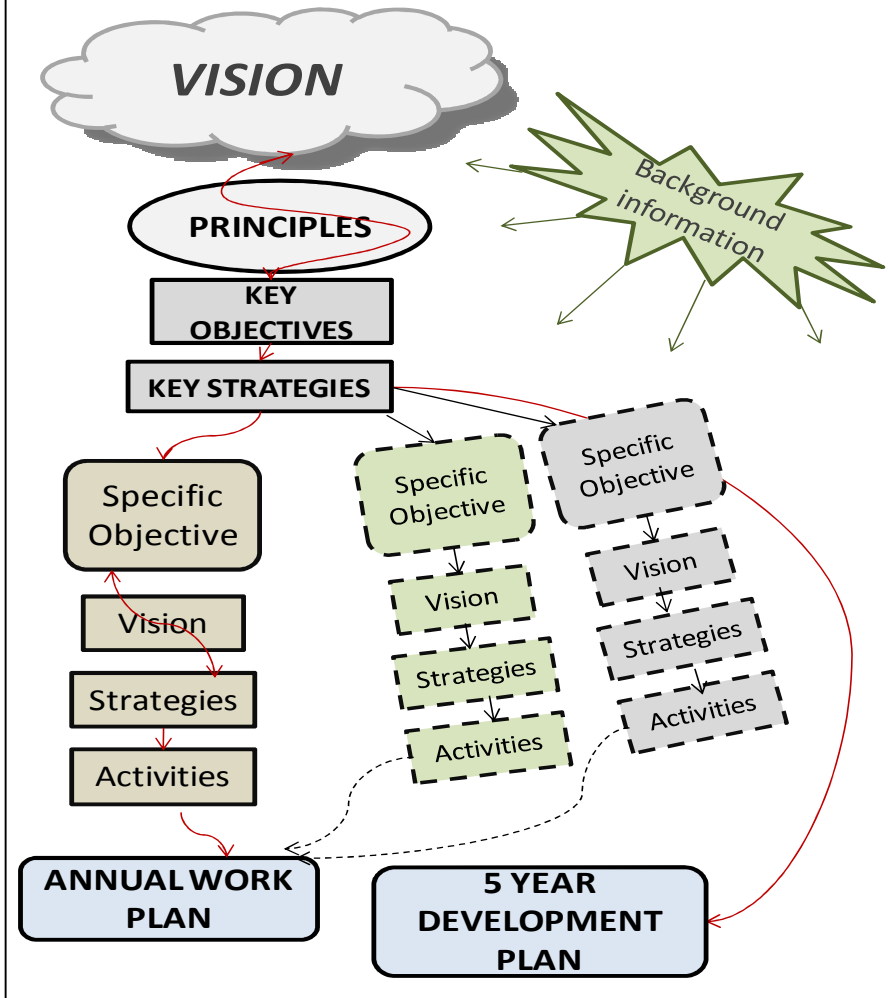 VISION
Background
information
PRINCIPLES
KEY
OBJECTIVES
KEY STRATEGIES
Specific
Objective
Vision
Strategies
Activities
Specific
Objective
Vision
Strategies
Activities
Specific
Objective
Vision
Strategies
Activities
ANNUAL WORK
PLAN
5 YEAR
DEVELOPMENT
PLAN